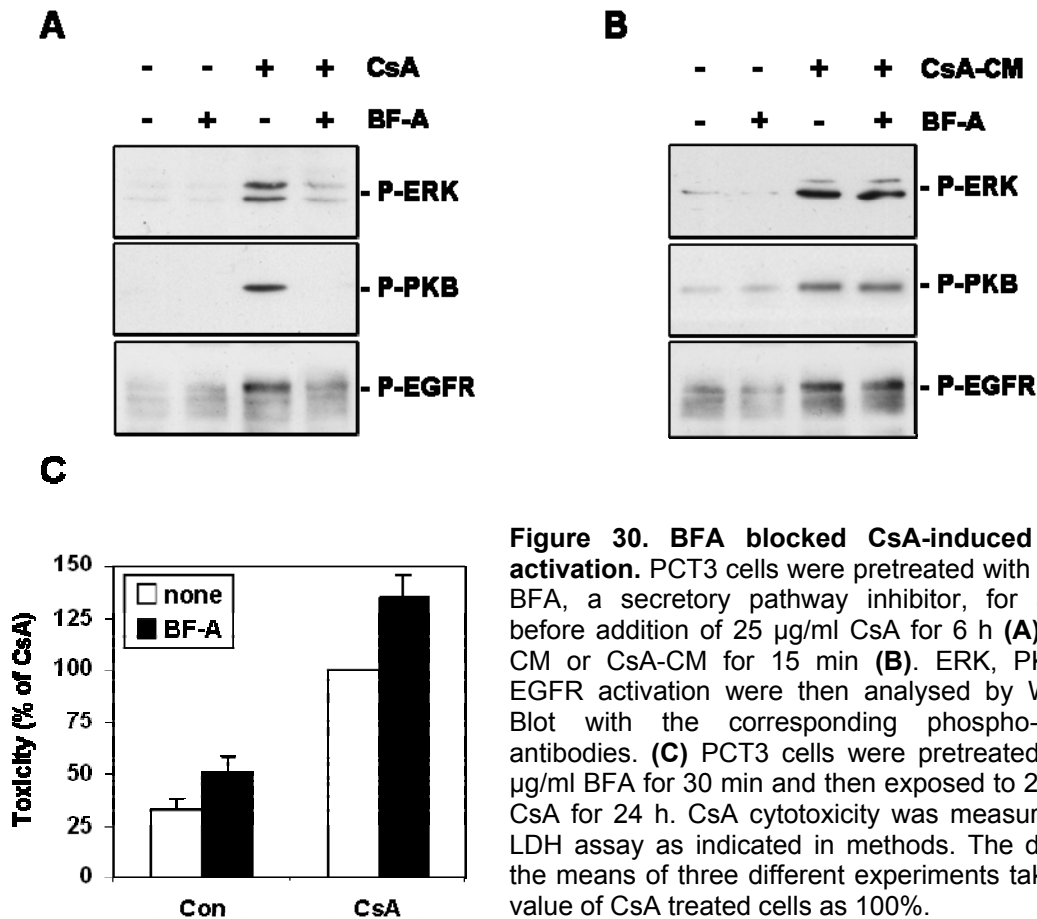 A
- - + + CsA
- + - + BF-A
- P-ERK
- P-PKB
- P-EGFR
B
- - + + CsA-CM
- + - + BF-A
- P-ERK
- P-PKB
- P-EGFR
C
Toxicity (% of CsA)
150
125
100
75
50
25
0
none
BF-A
Con CsA
Figure 30. BFA blocked CsA-induced
activation. PCT3 cells were pretreated with
BFA, a secretory pathway inhibitor, for
before addition of 25 µg/ml CsA for 6 h (A)
CM or CsA-CM for 15 min (B). ERK,
EGFR activation were then analysed by
Blot with the corresponding phospho-
antibodies. (C) PCT3 cells were pretreated
µg/ml BFA for 30 min and then exposed to
CsA for 24 h. CsA cytotoxicity was
LDH assay as indicated in methods. The
the means of three different experiments
value of CsA treated cells as 100%.